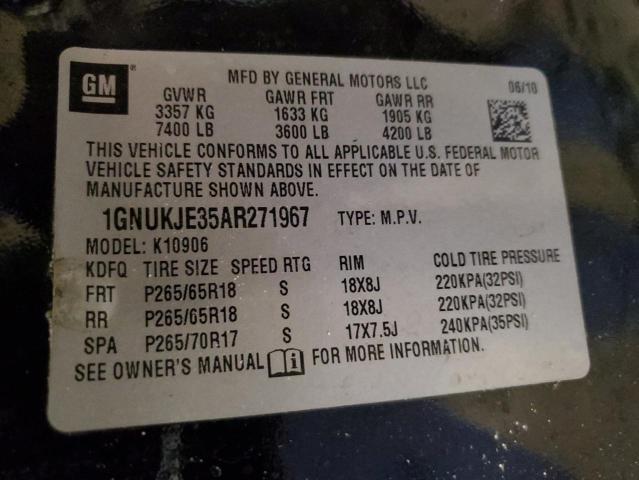 GM
MFD BY GENERAL MOTORS LLC
06/10
GVWR GAWR FRT GAWR RR
3357 KG 1633 KG 1905 KG
7400 LB 3600 LB 4200 LB
THIS VEHICLE CONFORMS TO ALL APPLICABLE U.S. FEDERAL MOTOR
VEHICLE SAFETY STANDARDS IN EFFECT ON THE DATE OF
MANUFACTURE SHOWN ABOVE.
1GNUKJE35AR271967 TYPE: M.P.V.
MODEL: K10906
KDFQ TIRE SIZE SPEED RTG RIM COLD TIRE PRESSURE
FRT P265/65R18 S 18X8J 220KPA(32PSI)
RR P265/65R18 S 18X8J 220KPA(32PSI)
SPA P265/70R17 S 17X7.5J 240KPA(35PSI)
SEE OWNER'S MANUAL i FOR MORE INFORMATION.